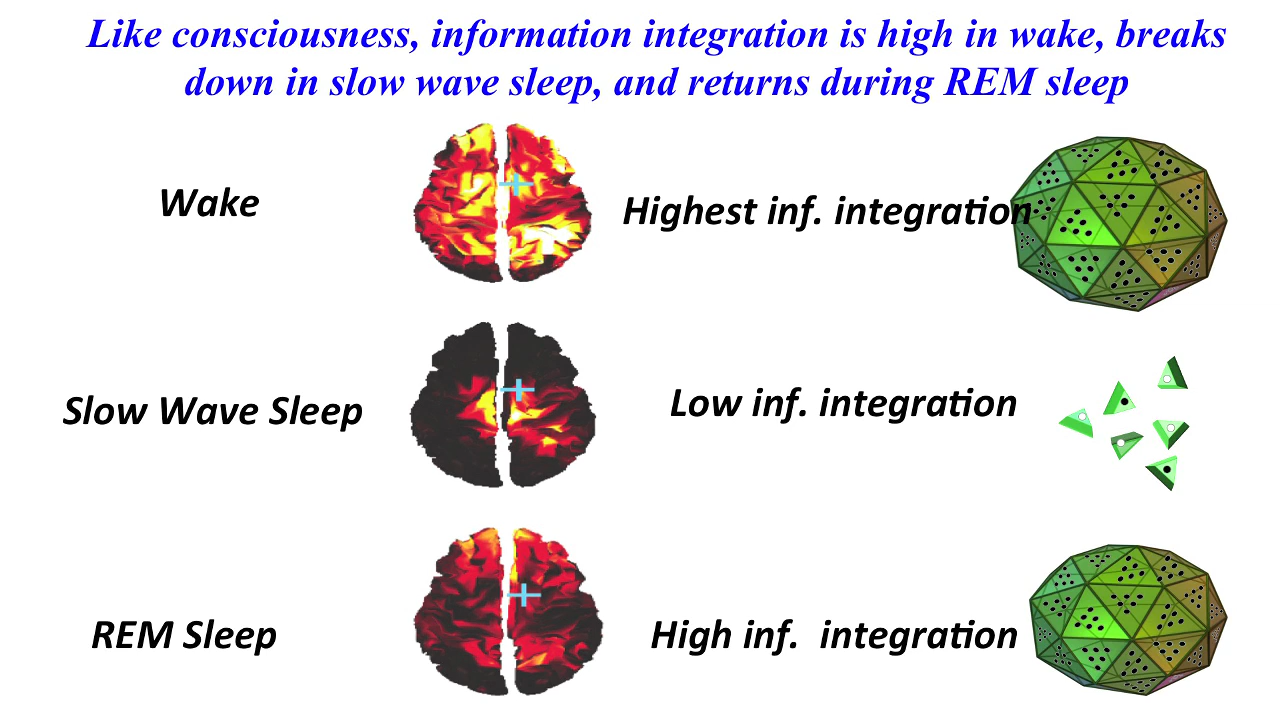 Like consciousness, information integration is high in wake, breaks
down in slow wave sleep, and returns during REM sleep
Wake
Highest inf. integration
Slow Wave Sleep
Low inf. integration
REM Sleep
High inf.  integration